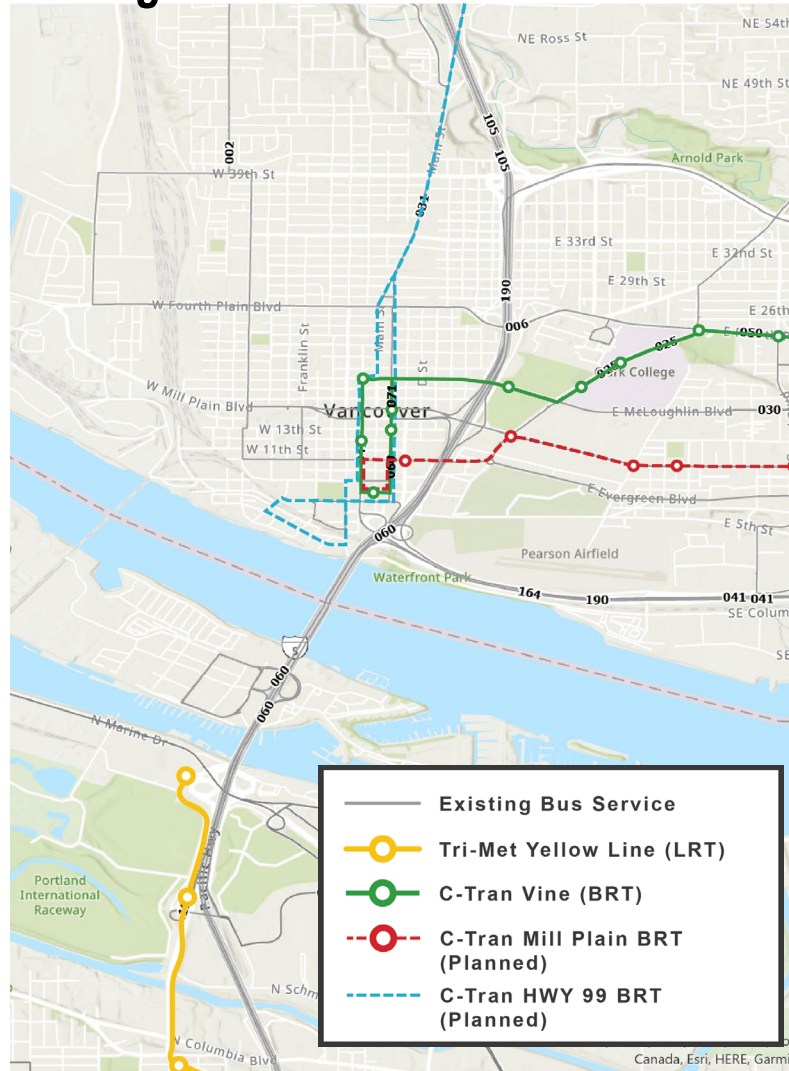 NE Ross St
NE 54th
NE 49th St
105
105
Main St
Arnold Park
002
W 39th St
031
E 33rd St
E 32nd St
E 29th St
190
W Fourth Plain Blvd
Main St
006
E 26th
Franklin St
D St
025
050
W Mill Plain Blvd
071
Vancouver
E McLoughlin Blvd
030
W 13th St
W 11th St
060
E Evergreen Blvd
E 5th St
060
Pearson Airfield
Waterfront Park
164
190
041 041
SE Colum
5
SE
060
060
N Marine Dr
Existing Bus Service
Tri-Met Yellow Line (LRT)
C-Tran Vine (BRT)
C-Tran Mill Plain BRT
(Planned)
C-Tran HWY 99 BRT
(Planned)
Portland
International
Raceway
N Schm
N Columbia Blvd
Canada, Esri, HERE, Garmi